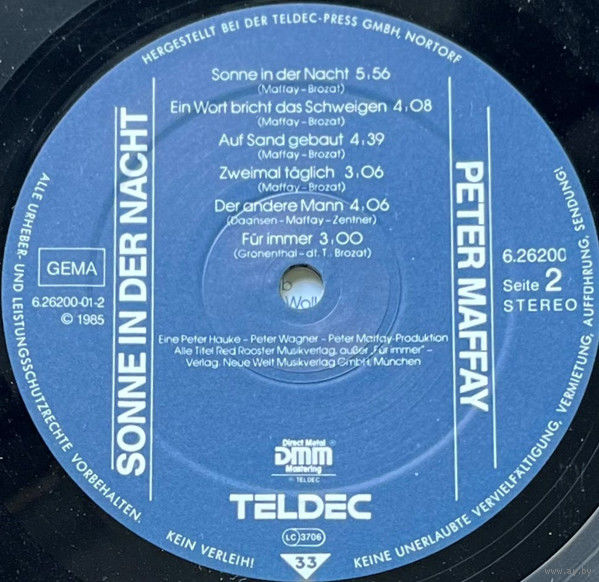 HERGESTELLT BEI DER TELDEC-PRESS GMBH, NORTORF
Sonne in der Nacht 5:56
(Maffay – Brozat)
Ein Wort bricht das Schweigen 4:08
(Maffay – Brozat)
Auf Sand gebaut 4:39
(Maffay – Brozat)
Zweimal täglich 3:06
(Maffay – Brozat)
Der andere Mann 4:06
(Daansen – Maffay – Zentner)
Für immer 3:00
(Gronenthal – dt. T.: Brozat)
SONNE IN DER NACHT
PETER MAFFAY
GEMA
6.26200-01-2
© 1985
6.26200
Seite 2
STEREO
Eine Peter Hauke – Peter Wagner – Peter Maffay-Produktion
Alle Titel Red Rooster Musikverlag, außer „Für immer" –
Verlag: Neue Welt Musikverlag GmbH, München
Direct Metal
DMM
Mastering
® TELDEC
TELDEC
LC 3706
33
ALLE URHEBER- UND LEISTUNGSSCHUTZRECHTE VORBEHALTEN.
KEIN VERLEIH!
KEINE UNERLAUBTE VERVIELFÄLTIGUNG, VERMIETUNG, AUFFÜHRUNG, SENDUNG!
www.ay.by